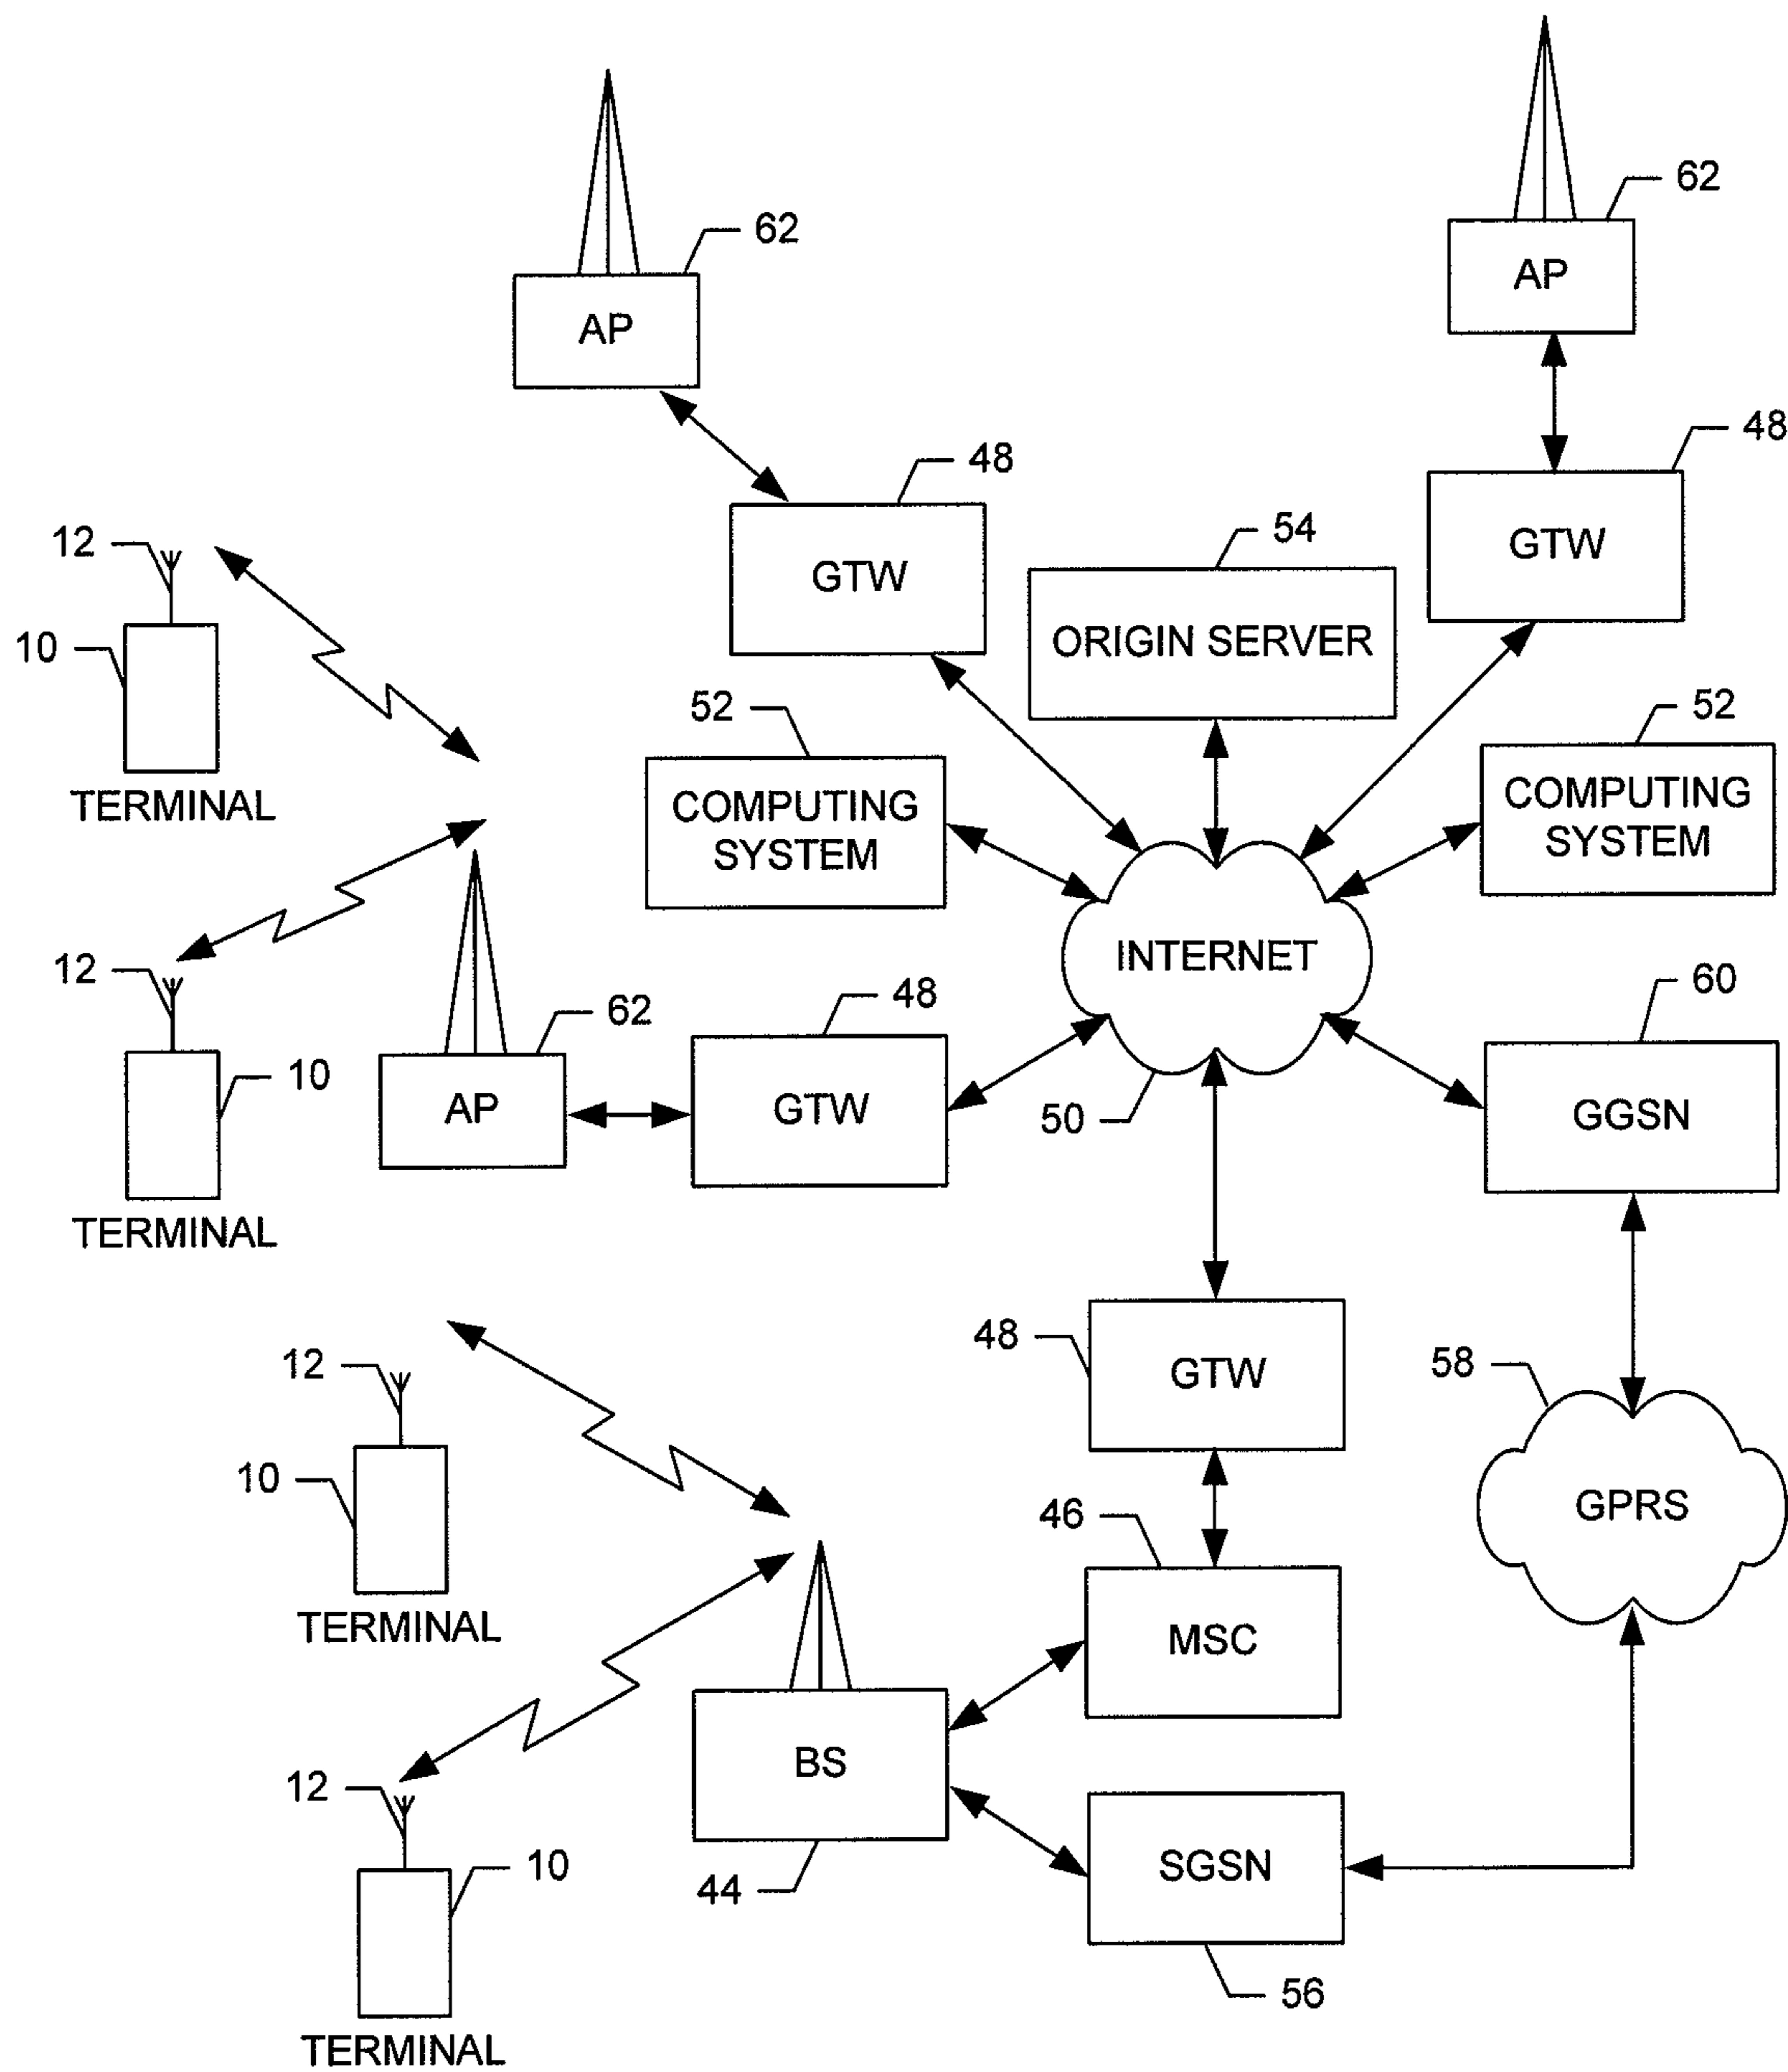 62
62
AP
AP
48
48
12
54
GTW
GTW
ORIGIN SERVER
10
52
52
TERMINAL
COMPUTING
SYSTEM
COMPUTING
SYSTEM
12
INTERNET
60
62
48
10
AP
GTW
50
GGSN
TERMINAL
48
12
GTW
58
10
46
GPRS
TERMINAL
MSC
BS
12
10
44
SGSN
56
TERMINAL